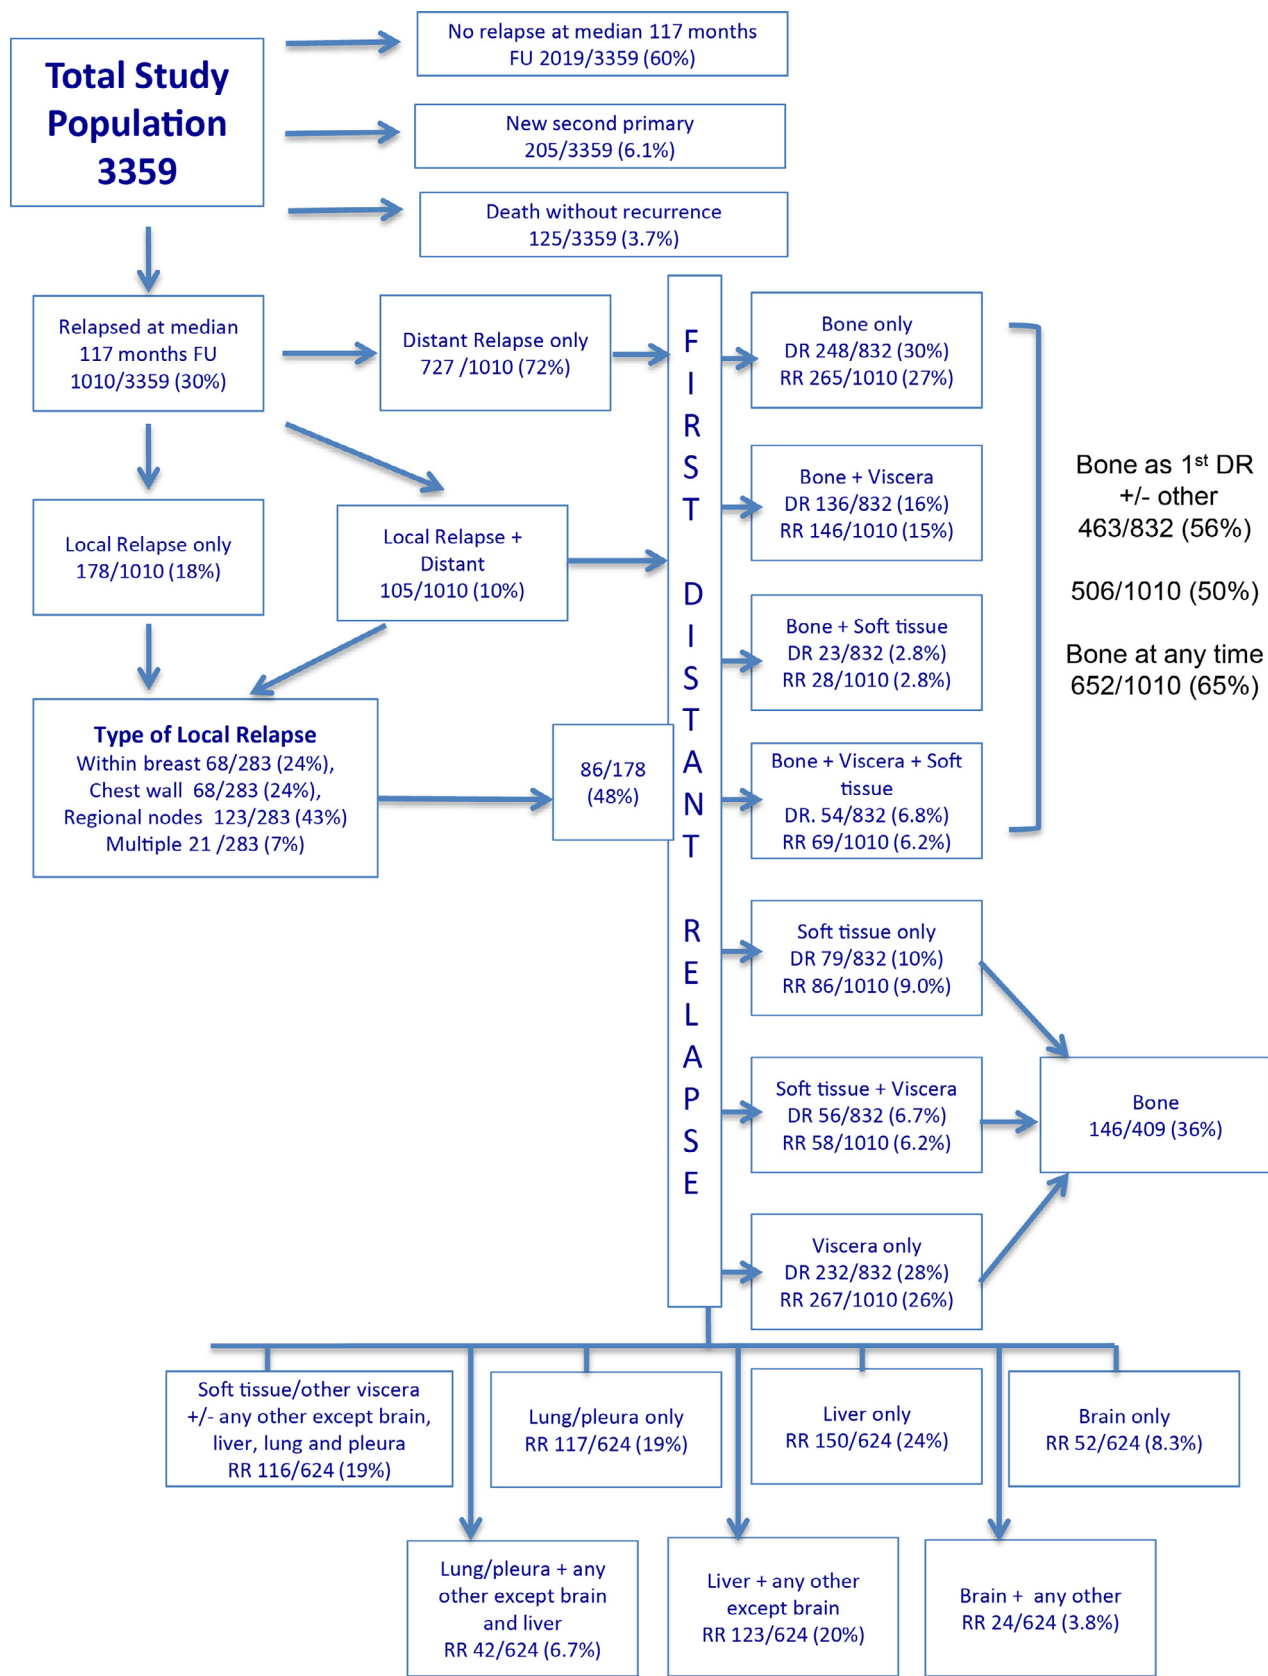 Total Study
Population
3359
No relapse at median 117 months
FU 2019/3359 (60%)
New second primary
205/3359 (6.1%)
Death without recurrence
125/3359 (3.7%)
Relapsed at median
117 months FU
1010/3359 (30%)
Distant Relapse only
727 /1010 (72%)
Local Relapse only
178/1010 (18%)
Local Relapse +
Distant
105/1010 (10%)
Type of Local Relapse
Within breast 68/283 (24%),
Chest wall 68/283 (24%),
Regional nodes 123/283 (43%)
Multiple 21 /283 (7%)
86/178
(48%)
FIRST DISTANT RELAPSE
Bone only
DR 248/832 (30%)
RR 265/1010 (27%)
Bone + Viscera
DR 136/832 (16%)
RR 146/1010 (15%)
Bone + Soft tissue
DR 23/832 (2.8%)
RR 28/1010 (2.8%)
Bone + Viscera + Soft
tissue
DR. 54/832 (6.8%)
RR 69/1010 (6.2%)
Bone as 1st DR
+/- other
463/832 (56%)
506/1010 (50%)
Bone at any time
652/1010 (65%)
Soft tissue only
DR 79/832 (10%)
RR 86/1010 (9.0%)
Soft tissue + Viscera
DR 56/832 (6.7%)
RR 58/1010 (6.2%)
Viscera only
DR 232/832 (28%)
RR 267/1010 (26%)
Bone
146/409 (36%)
Soft tissue/other viscera
+/- any other except brain,
liver, lung and pleura
RR 116/624 (19%)
Lung/pleura only
RR 117/624 (19%)
Liver only
RR 150/624 (24%)
Brain only
RR 52/624 (8.3%)
Lung/pleura + any
other except brain
and liver
RR 42/624 (6.7%)
Liver + any other
except brain
RR 123/624 (20%)
Brain + any other
RR 24/624 (3.8%)